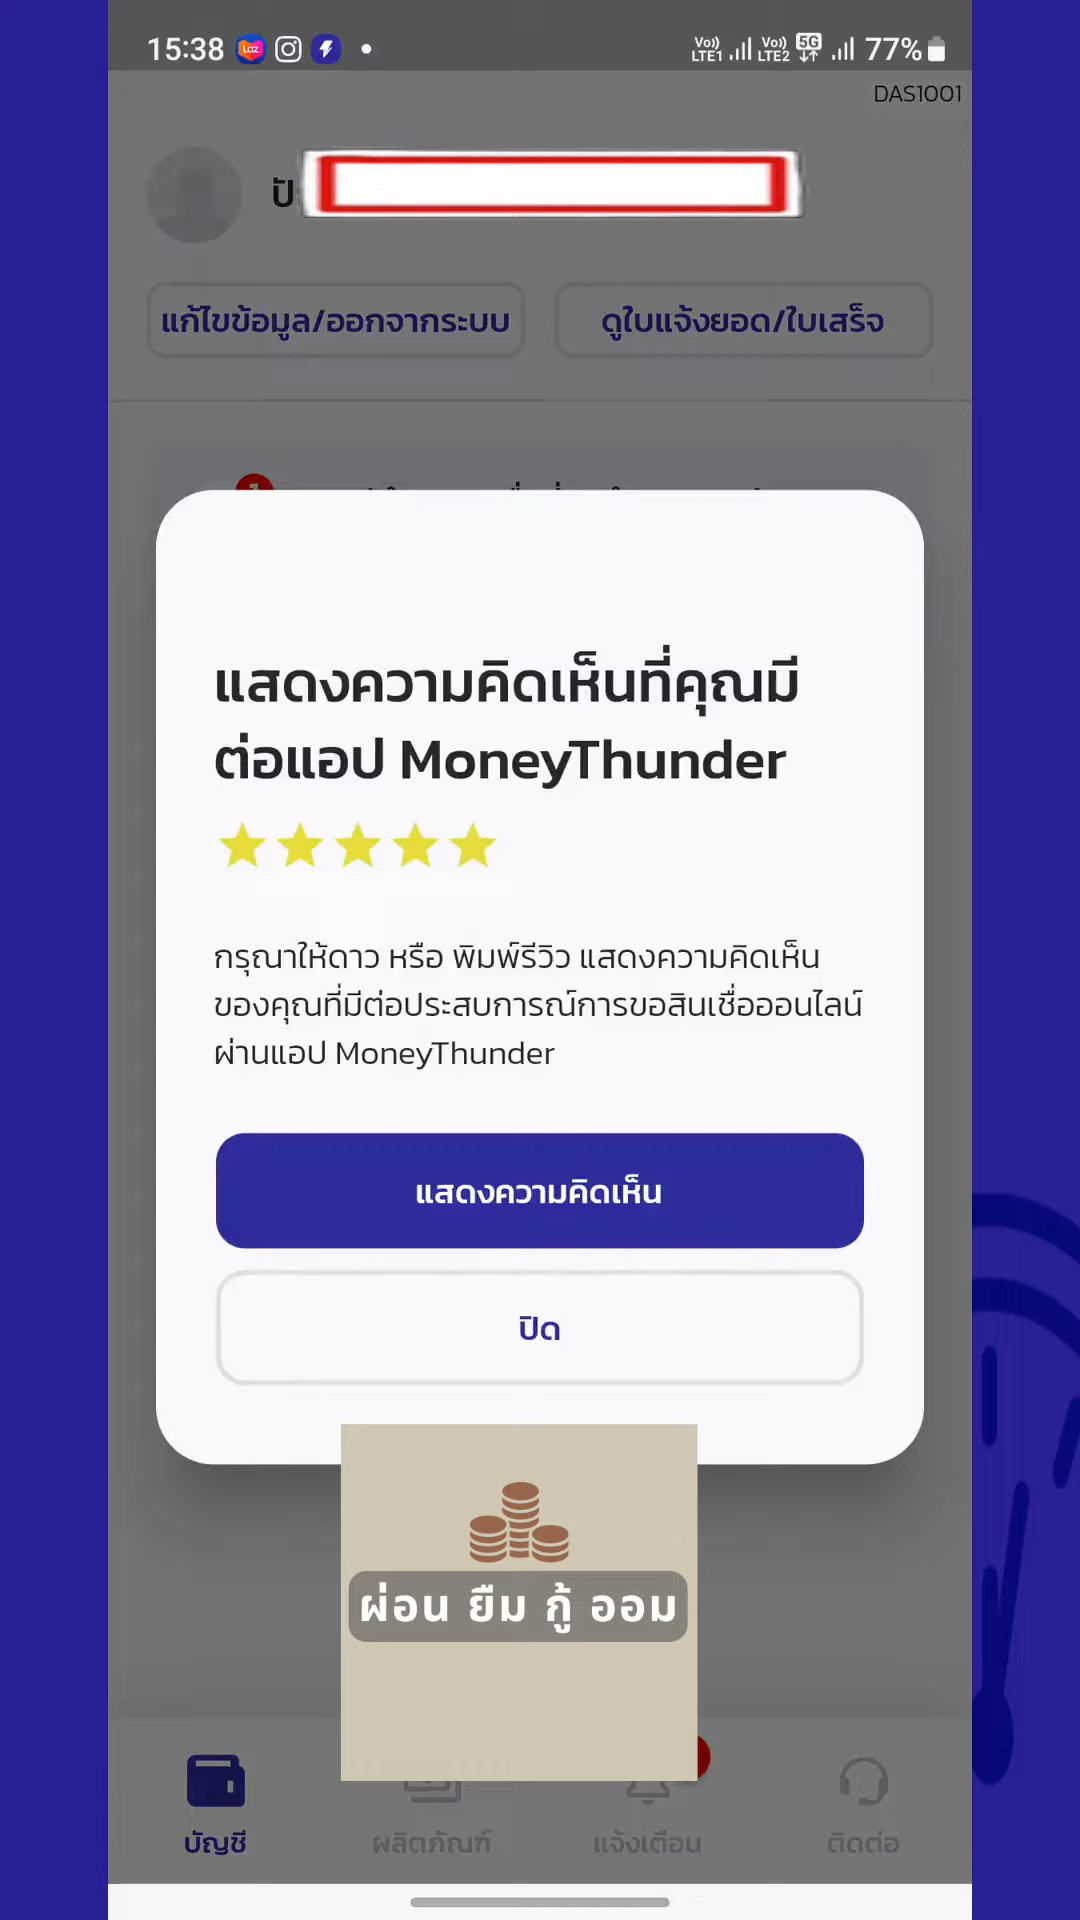 15:38
Vo)) LTE1 Vo)) LTE2 5G 77%
DAS1001
ปั
แก้ไขข้อมูล/ออกจากระบบ
ดูใบแจ้งยอด/ใบเสร็จ
แสดงความคิดเห็นที่คุณมี
ต่อแอป MoneyThunder
กรุณาให้ดาว หรือ พิมพ์รีวิว แสดงความคิดเห็น
ของคุณที่มีต่อประสบการณ์การขอสินเชื่อออนไลน์
ผ่านแอป MoneyThunder
แสดงความคิดเห็น
ปิด
ผ่อน ยืม กู้ ออม
บัญชี
ผลิตภัณฑ์
แจ้งเตือน
ติดต่อ